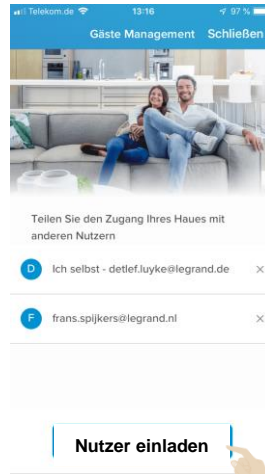 Telekom.de 13:16 97 %
Gäste Management Schließen
Teilen Sie den Zugang Ihres Haues mit
anderen Nutzern
D Ich selbst - detlef.luyke@legrand.de ×
F frans.spijkers@legrand.nl ×
Nutzer einladen